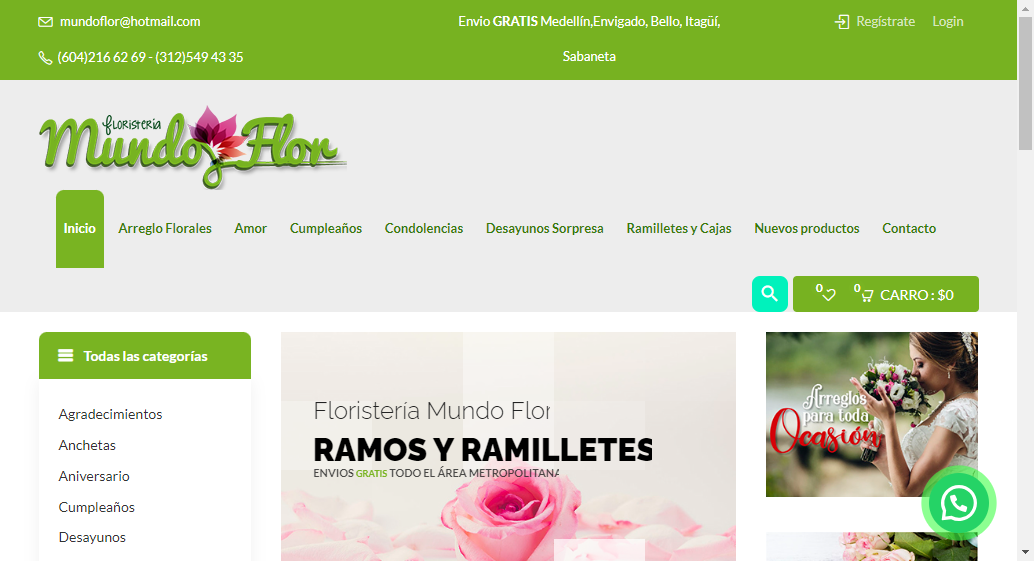 mundoflor@hotmail.com
Envio GRATIS Medellín,Envigado, Bello, Itagüí,
Sabaneta
Regístrate
Login
(604)216 62 69 - (312)549 43 35
floristería
Mundo Flor
Inicio
Arreglo Florales
Amor
Cumpleaños
Condolencias
Desayunos Sorpresa
Ramilletes y Cajas
Nuevos productos
Contacto
0
0
CARRO : $0
Todas las categorías
Agradecimientos
Anchetas
Aniversario
Cumpleaños
Desayunos
Floristería Mundo Flor
RAMOS Y RAMILLETES
ENVIOS GRATIS TODO EL ÁREA METROPOLITANA
Arreglos
para toda
Ocasión